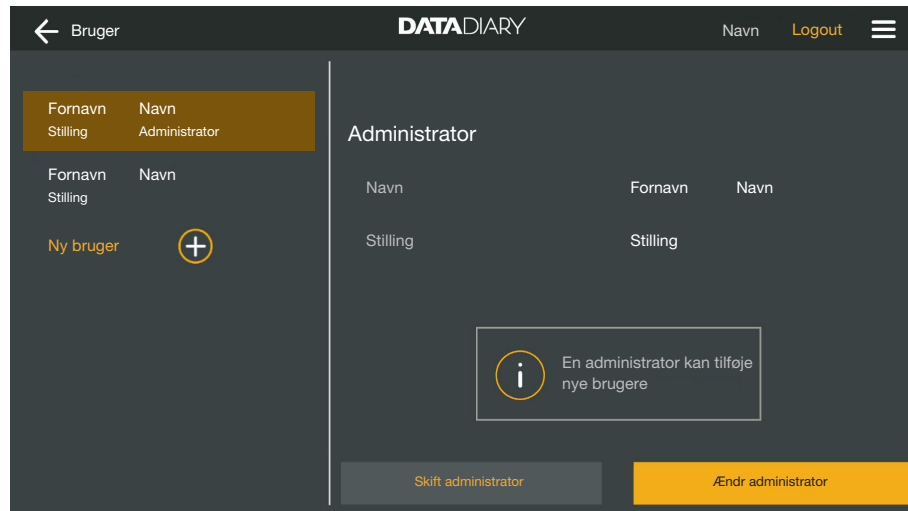 Bruger
DATADIARY
Navn Logout
Fornavn Navn
Stilling Administrator
Fornavn Navn
Stilling
Ny bruger
Administrator
Navn Fornavn Navn
Stilling Stilling
En administrator kan tilføje
nye brugere
Skift administrator
Ændr administrator